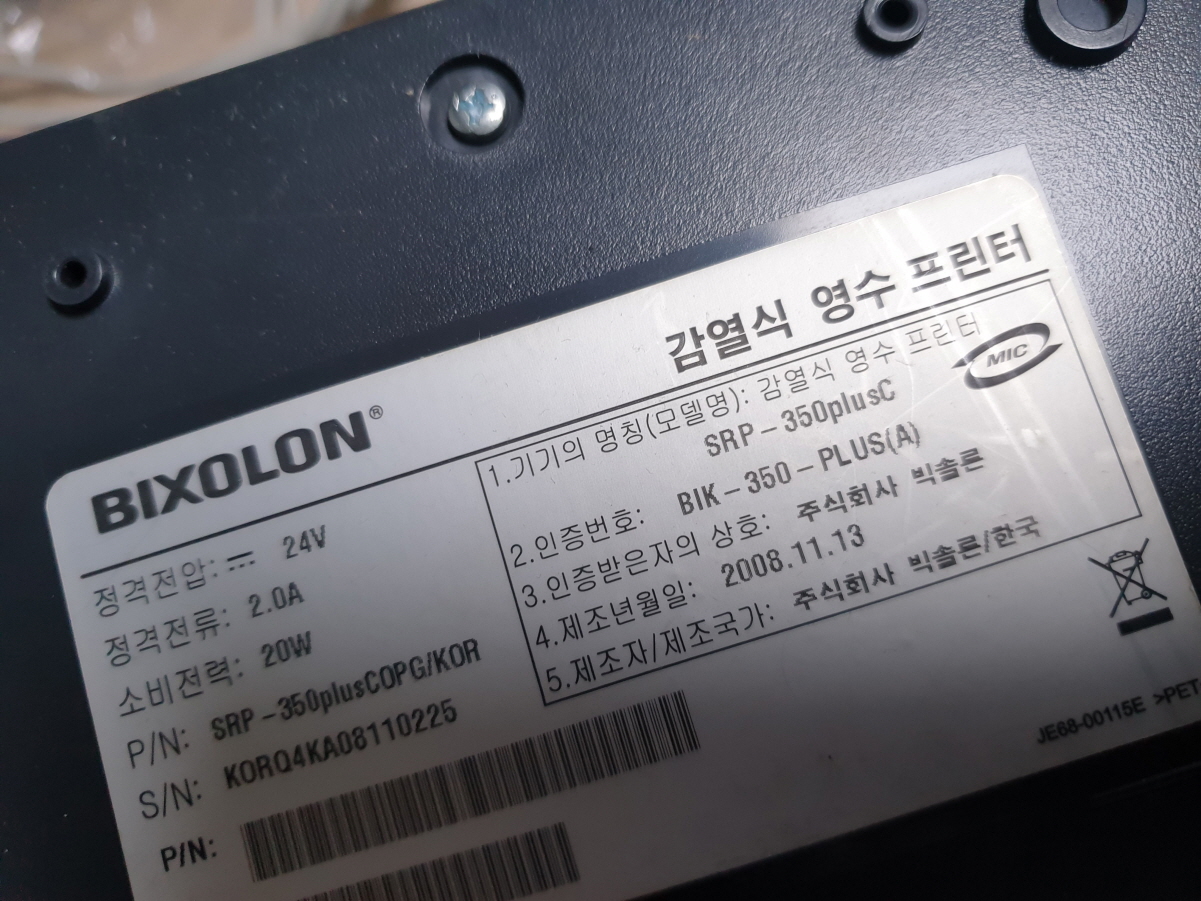 감열식 영수 프린터
BIXOLON®
정격전압: 24V
정격전류: 2.0A
소비전력: 20W
P/N: SRP-350plusCOPG/KOR
S/N: KORQ4KA08110225
P/N:
1.기기의 명칭(모델명): 감열식 영수 프린터
SRP-350plusC
2.인증번호: BIK-350-PLUS(A)
3.인증받은자의 상호: 주식회사 빅솔론
4.제조년월일: 2008.11.13
5.제조자/제조국가: 주식회사 빅솔론/한국
MIC
JE68-00115E >PET